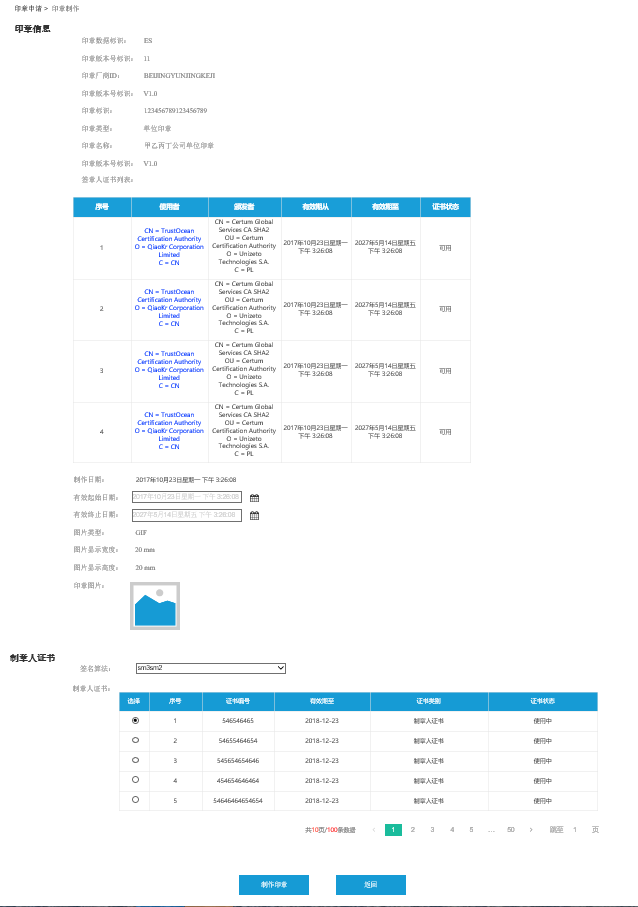 印章申请 > 印章制作
印章信息
印章数据标识： ES
印章版本号标识： 11
印章厂商ID： BEIJINGYUNJINGKEJI
印章版本号标识： V1.0
印章标识： 123456789123456789
印章类型： 单位印章
印章名称： 甲乙丙丁公司单位印章
印章版本号标识： V1.0
签章人证书列表：
序号 使用者 颁发者 有效期从 有效期至 证书状态
1 CN = TrustOcean Certification Authority O = QiaoKr Corporation Limited C = CN CN = Certum Global Services CA SHA2 OU = Certum Certification Authority O = Unizeto Technologies S.A. C = PL 2017年10月23日星期一 下午 3:26:08 2027年5月14日星期五 下午 3:26:08 可用
2 CN = TrustOcean Certification Authority O = QiaoKr Corporation Limited C = CN CN = Certum Global Services CA SHA2 OU = Certum Certification Authority O = Unizeto Technologies S.A. C = PL 2017年10月23日星期一 下午 3:26:08 2027年5月14日星期五 下午 3:26:08 可用
3 CN = TrustOcean Certification Authority O = QiaoKr Corporation Limited C = CN CN = Certum Global Services CA SHA2 OU = Certum Certification Authority O = Unizeto Technologies S.A. C = PL 2017年10月23日星期一 下午 3:26:08 2027年5月14日星期五 下午 3:26:08 可用
4 CN = TrustOcean Certification Authority O = QiaoKr Corporation Limited C = CN CN = Certum Global Services CA SHA2 OU = Certum Certification Authority O = Unizeto Technologies S.A. C = PL 2017年10月23日星期一 下午 3:26:08 2027年5月14日星期五 下午 3:26:08 可用
制作日期： 2017年10月23日星期一 下午 3:26:08
有效起始日期： 2017年10月23日星期一 下午 3:26:08
有效终止日期： 2027年5月14日星期五 下午 3:26:08
图片类型： GIF
图片显示宽度： 20 mm
图片显示高度： 20 mm
印章图片：
制章人证书
签名算法： sm3sm2
制章人证书：
选择 序号 证书编号 有效期至 证书类别 证书状态
1 546546465 2018-12-23 制章人证书 使用中
2 54655464654 2018-12-23 制章人证书 使用中
3 545654654646 2018-12-23 制章人证书 使用中
4 454654646464 2018-12-23 制章人证书 使用中
5 54646464654654 2018-12-23 制章人证书 使用中
共10页/100条数据 < 1 2 3 4 5 ... 50 > 跳至 1 页
制作印章 返回